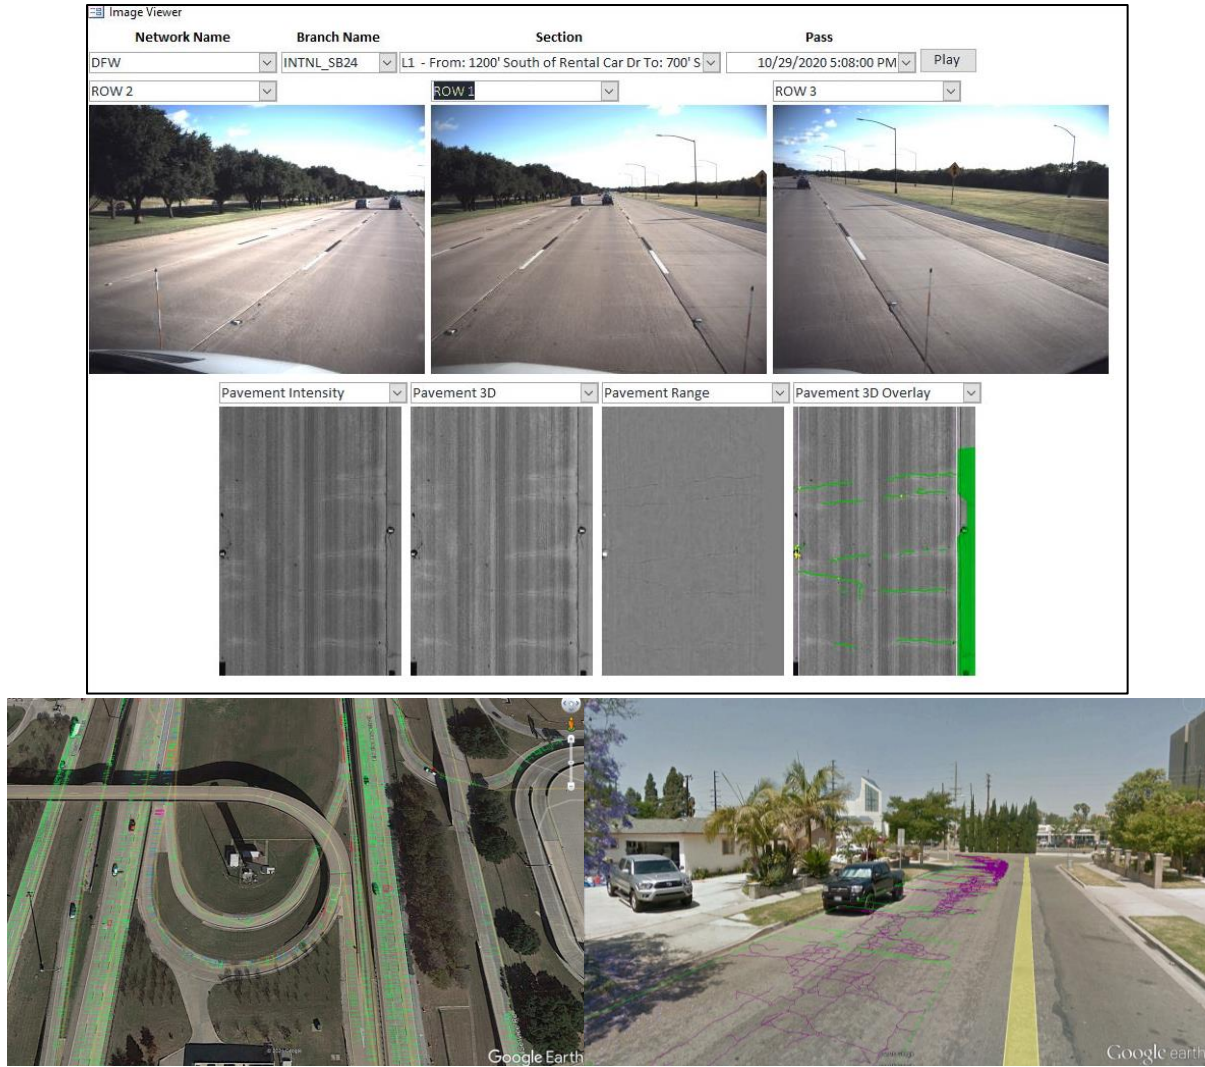 Image Viewer
Network Name Branch Name Section Pass
DFW INTNL_SB24 L1 - From: 1200' South of Rental Car Dr To: 700' S 10/29/2020 5:08:00 PM Play
ROW 2 ROW 1 ROW 3
Pavement Intensity Pavement 3D Pavement Range Pavement 3D Overlay
Google Earth Google earth